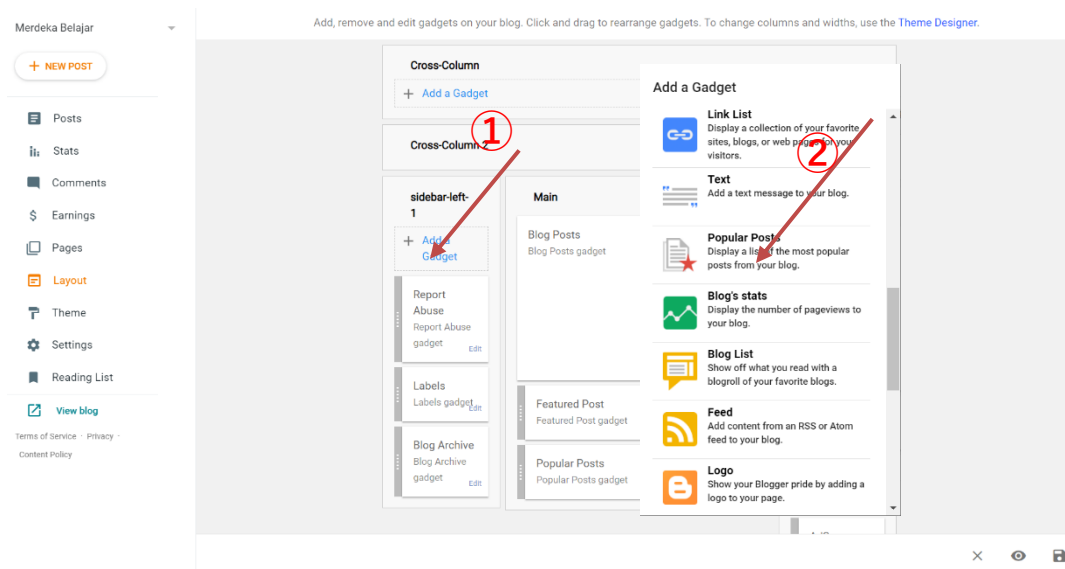 Merdeka Belajar
Add, remove and edit gadgets on your blog. Click and drag to rearrange gadgets. To change columns and widths, use the Theme Designer.
+ NEW POST
Posts
Stats
Comments
Earnings
Pages
Layout
Theme
Settings
Reading List
View blog
Terms of Service · Privacy ·
Content Policy
Cross-Column
+ Add a Gadget
Cross-Column 2
①
sidebar-left-
1
+ Add a
Gadget
Report
Abuse
Report Abuse
gadget
Edit
Labels
Labels gadget
Edit
Blog Archive
Blog Archive
gadget
Edit
Main
Blog Posts
Blog Posts gadget
Featured Post
Featured Post gadget
Popular Posts
Popular Posts gadget
Add a Gadget
Link List
Display a collection of your favorite
sites, blogs, or web pages for your
visitors.
②
Text
Add a text message to your blog.
Popular Posts
Display a list of the most popular
posts from your blog.
Blog's stats
Display the number of pageviews to
your blog.
Blog List
Show off what you read with a
blogroll of your favorite blogs.
Feed
Add content from an RSS or Atom
feed to your blog.
Logo
Show your Blogger pride by adding a
logo to your page.